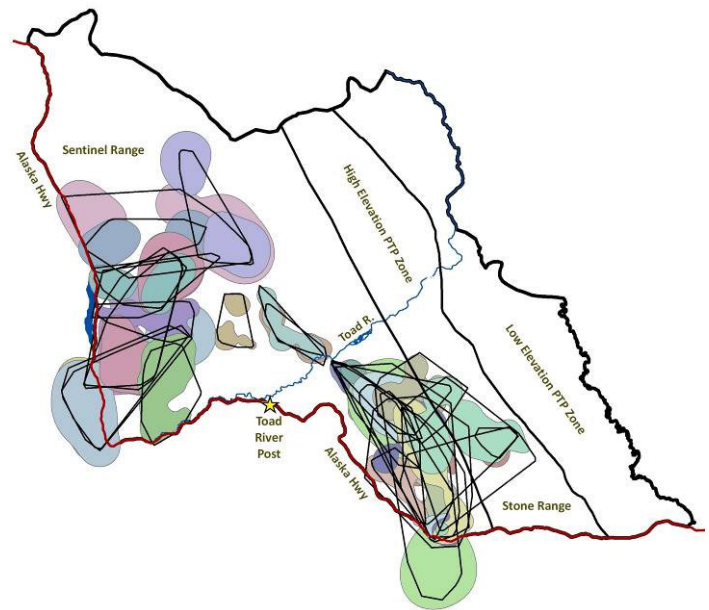 Sentinel Range
Alaska Hwy
High Elevation PTP Zone
Toad R.
Low Elevation PTP Zone
Toad
River
Post
Alaska Hwy
Stone Range